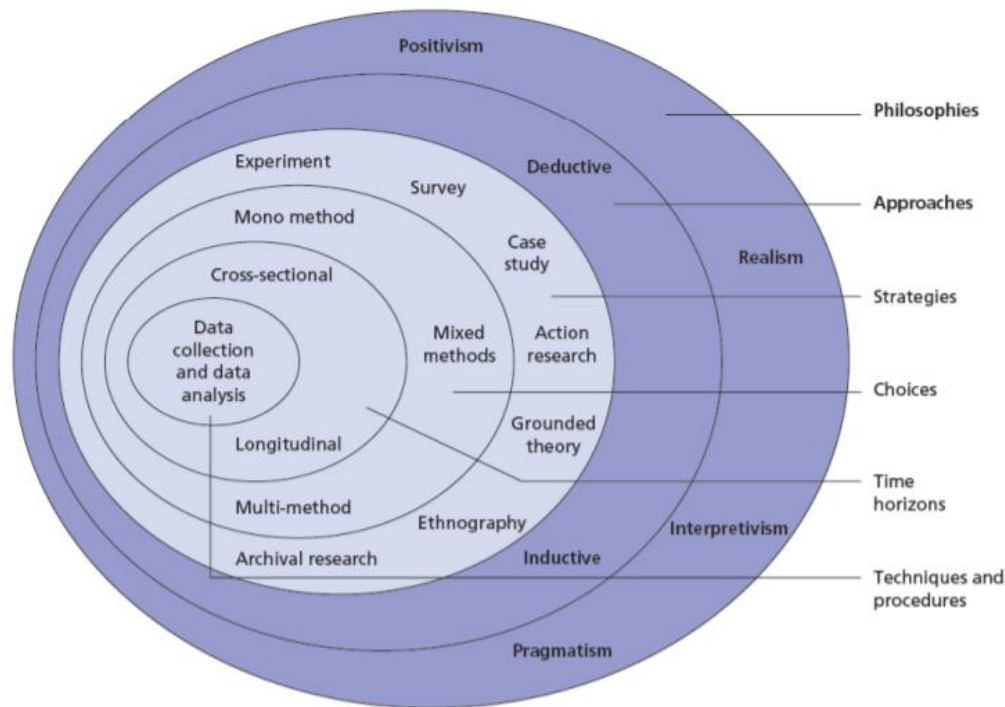 Positivism
Philosophies
Experiment
Deductive
Survey
Approaches
Mono method
Case
study
Realism
Cross-sectional
Strategies
Data
collection
and data
analysis
Mixed
methods
Action
research
Choices
Longitudinal
Grounded
theory
Time
horizons
Multi-method
Ethnography
Interpretivism
Archival research
Inductive
Techniques and
procedures
Pragmatism